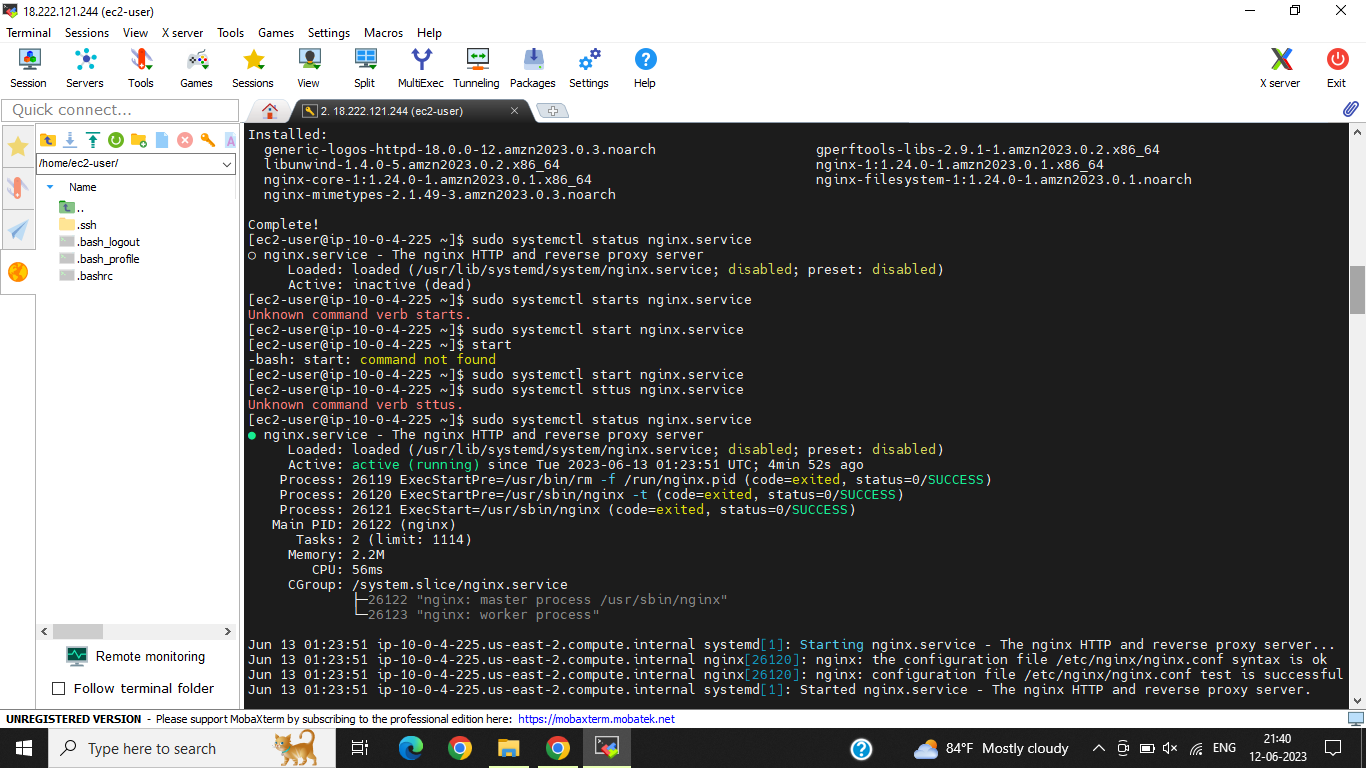 18.222.121.244 (ec2-user)
Terminal Sessions View X server Tools Games Settings Macros Help
Session Servers Tools Games Sessions View Split MultiExec Tunneling Packages Settings Help X server Exit
Quick connect...
2. 18.222.121.244 (ec2-user)
/home/ec2-user/
Name
..
.ssh
.bash_logout
.bash_profile
.bashrc
Remote monitoring
Follow terminal folder
Installed:
generic-logos-httpd-18.0.0-12.amzn2023.0.3.noarch gperftools-libs-2.9.1-1.amzn2023.0.2.x86_64
libunwind-1.4.0-5.amzn2023.0.2.x86_64 nginx-1:1.24.0-1.amzn2023.0.1.x86_64
nginx-core-1:1.24.0-1.amzn2023.0.1.x86_64 nginx-filesystem-1:1.24.0-1.amzn2023.0.1.noarch
nginx-mimetypes-2.1.49-3.amzn2023.0.3.noarch
Complete!
[ec2-user@ip-10-0-4-225 ~]$ sudo systemctl status nginx.service
○ nginx.service - The nginx HTTP and reverse proxy server
Loaded: loaded (/usr/lib/systemd/system/nginx.service; disabled; preset: disabled)
Active: inactive (dead)
[ec2-user@ip-10-0-4-225 ~]$ sudo systemctl starts nginx.service
Unknown command verb starts.
[ec2-user@ip-10-0-4-225 ~]$ sudo systemctl start nginx.service
[ec2-user@ip-10-0-4-225 ~]$ start
-bash: start: command not found
[ec2-user@ip-10-0-4-225 ~]$ sudo systemctl start nginx.service
[ec2-user@ip-10-0-4-225 ~]$ sudo systemctl sttus nginx.service
Unknown command verb sttus.
[ec2-user@ip-10-0-4-225 ~]$ sudo systemctl status nginx.service
● nginx.service - The nginx HTTP and reverse proxy server
Loaded: loaded (/usr/lib/systemd/system/nginx.service; disabled; preset: disabled)
Active: active (running) since Tue 2023-06-13 01:23:51 UTC; 4min 52s ago
Process: 26119 ExecStartPre=/usr/bin/rm -f /run/nginx.pid (code=exited, status=0/SUCCESS)
Process: 26120 ExecStartPre=/usr/sbin/nginx -t (code=exited, status=0/SUCCESS)
Process: 26121 ExecStart=/usr/sbin/nginx (code=exited, status=0/SUCCESS)
Main PID: 26122 (nginx)
Tasks: 2 (limit: 1114)
Memory: 2.2M
CPU: 56ms
CGroup: /system.slice/nginx.service
├─26122 "nginx: master process /usr/sbin/nginx"
└─26123 "nginx: worker process"
Jun 13 01:23:51 ip-10-0-4-225.us-east-2.compute.internal systemd[1]: Starting nginx.service - The nginx HTTP and reverse proxy server...
Jun 13 01:23:51 ip-10-0-4-225.us-east-2.compute.internal nginx[26120]: nginx: the configuration file /etc/nginx/nginx.conf syntax is ok
Jun 13 01:23:51 ip-10-0-4-225.us-east-2.compute.internal nginx[26120]: nginx: configuration file /etc/nginx/nginx.conf test is successful
Jun 13 01:23:51 ip-10-0-4-225.us-east-2.compute.internal systemd[1]: Started nginx.service - The nginx HTTP and reverse proxy server.
UNREGISTERED VERSION - Please support MobaXterm by subscribing to the professional edition here: https://mobaxterm.mobatek.net
Type here to search
84°F Mostly cloudy
ENG
21:40
12-06-2023